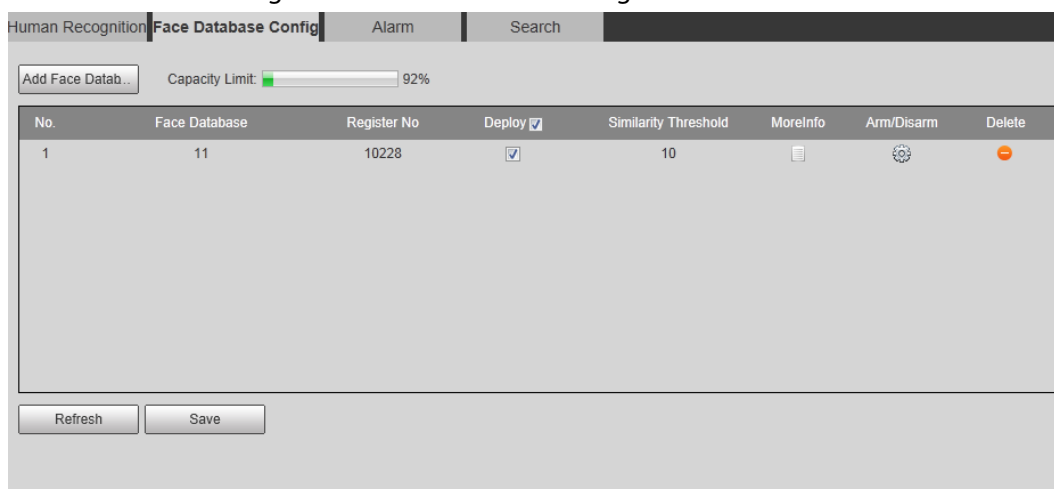 Human Recognition Face Database Config Alarm Search
Add Face Datab... Capacity Limit: 92%
No. Face Database Register No Deploy Similarity Threshold MoreInfo Arm/Disarm Delete
1 11 10228 10
Refresh Save